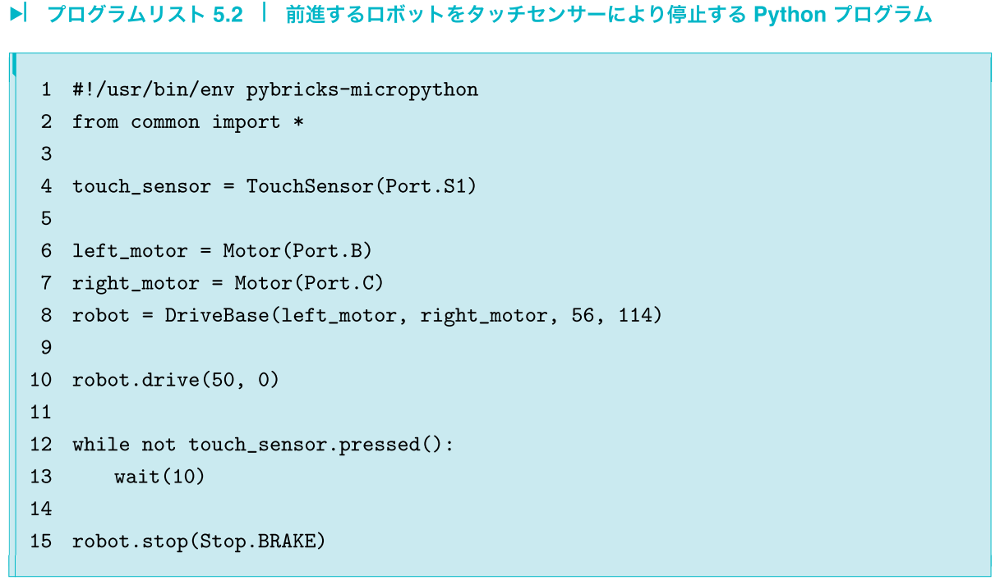 プログラムリスト 5.2 | 前進するロボットをタッチセンサーにより停止する Python プログラム
1 #!/usr/bin/env pybricks-micropython
2 from common import *
3
4 touch_sensor = TouchSensor(Port.S1)
5
6 left_motor = Motor(Port.B)
7 right_motor = Motor(Port.C)
8 robot = DriveBase(left_motor, right_motor, 56, 114)
9
10 robot.drive(50, 0)
11
12 while not touch_sensor.pressed():
13     wait(10)
14
15 robot.stop(Stop.BRAKE)